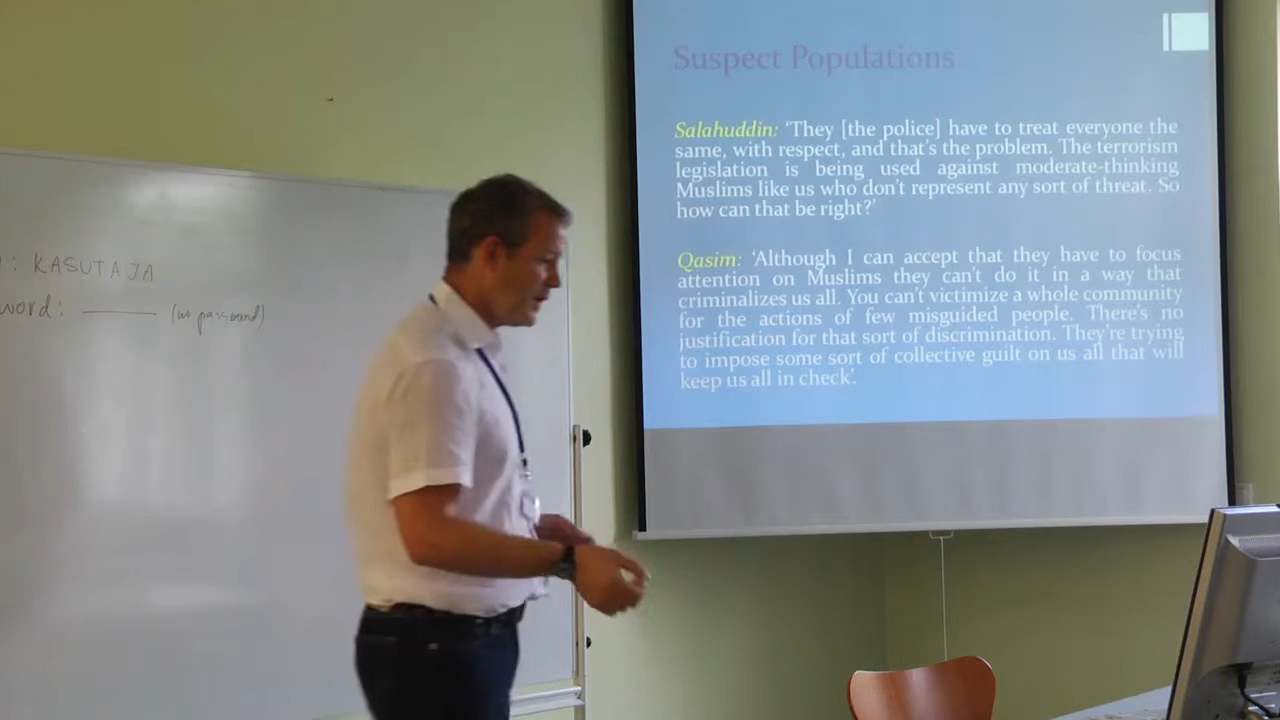 : KASUTAJA
word: (no password)
Suspect Populations
Salahuddin: ‘They [the police] have to treat everyone the
same, with respect, and that's the problem. The terrorism
legislation is being used against moderate-thinking
Muslims like us who don't represent any sort of threat. So
how can that be right?’
Qasim: ‘Although I can accept that they have to focus
attention on Muslims they can't do it in a way that
criminalizes us all. You can't victimize a whole community
for the actions of few misguided people. There's no
justification for that sort of discrimination. They're trying
to impose some sort of collective guilt on us all that will
keep us all in check’.